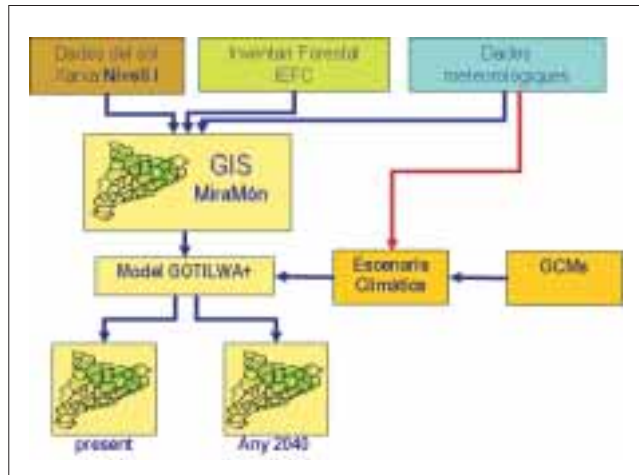 Dades del sol
Xarxa Nivell I
Inventari Forestal
IEFC
Dades
meteorològiques
GIS
MiraMón
Model GOTILWA+
Escenaris
Climàtics
GCMs
present
Any 2040